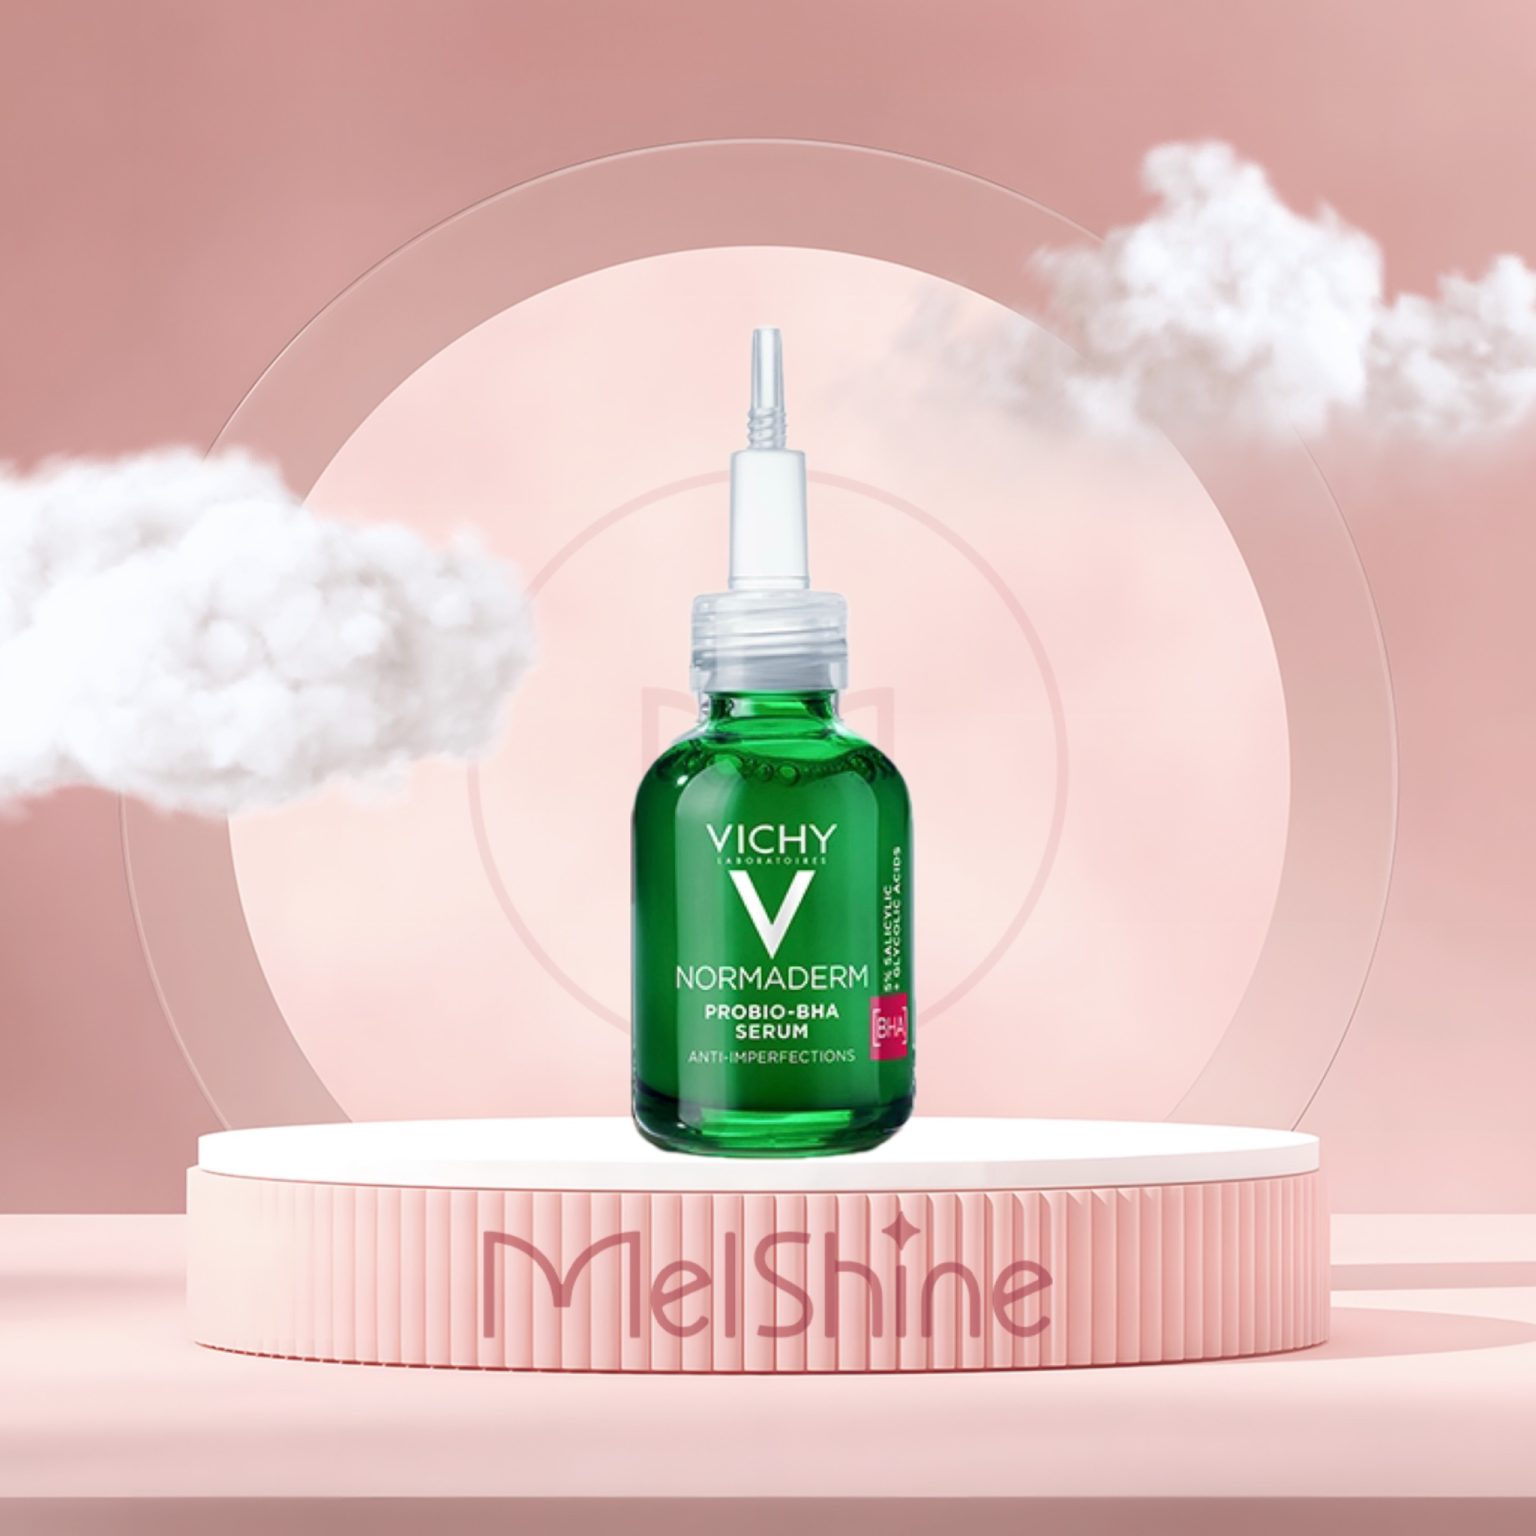 VICHY
LABORATOIRES
V
NORMADERM
PROBIO-BHA
SERUM
ANTI-IMPERFECTIONS
5% SALICYLIC
+ GLYCOLIC ACIDS
[BHA]
MelShine